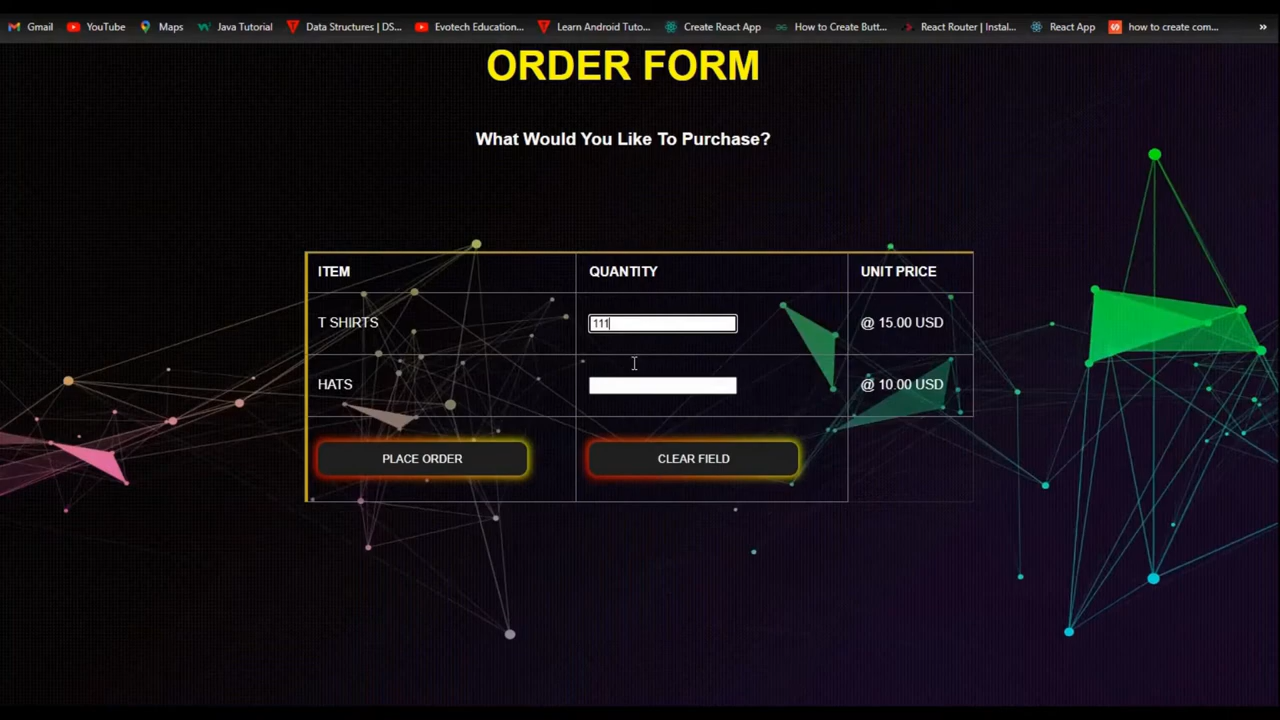 Gmail YouTube Maps Java Tutorial Data Structures | DS... Evotech Education... Learn Android Tuto... Create React App How to Create Butt... React Router | Instal... React App how to create com... »
ORDER FORM
What Would You Like To Purchase?
ITEM QUANTITY UNIT PRICE
T SHIRTS 111 @ 15.00 USD
HATS @ 10.00 USD
PLACE ORDER CLEAR FIELD